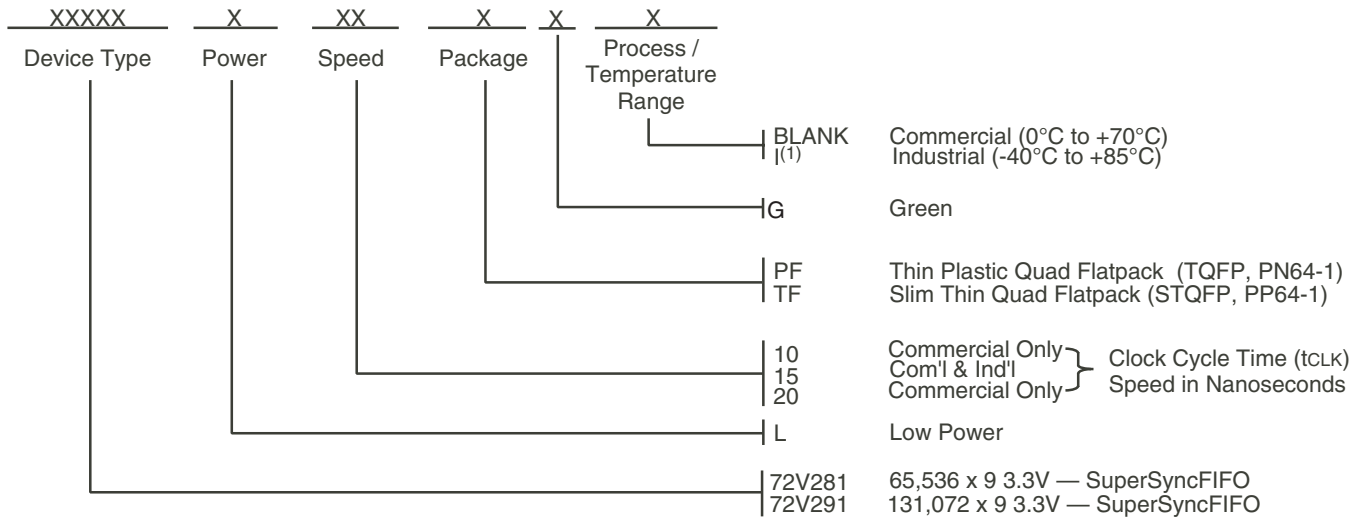 XXXXX X XX X X X
Device Type Power Speed Package Process /
Temperature
Range
BLANK Commercial (0°C to +70°C)
I(1) Industrial (-40°C to +85°C)
G Green
PF Thin Plastic Quad Flatpack (TQFP, PN64-1)
TF Slim Thin Quad Flatpack (STQFP, PP64-1)
10 Commercial Only
15 Com'l & Ind'l
20 Commercial Only
Clock Cycle Time (tCLK)
Speed in Nanoseconds
L Low Power
72V281 65,536 x 9 3.3V — SuperSyncFIFO
72V291 131,072 x 9 3.3V — SuperSyncFIFO